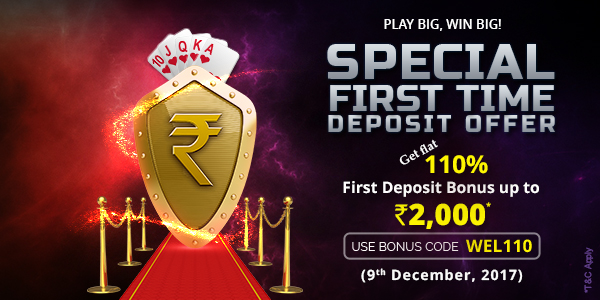 10 J Q K A
₹
PLAY BIG, WIN BIG!
SPECIAL
FIRST TIME
DEPOSIT OFFER
Get flat
110%
First Deposit Bonus up to
₹2,000*
USE BONUS CODE WEL110
(9th December, 2017)
*T&C Apply